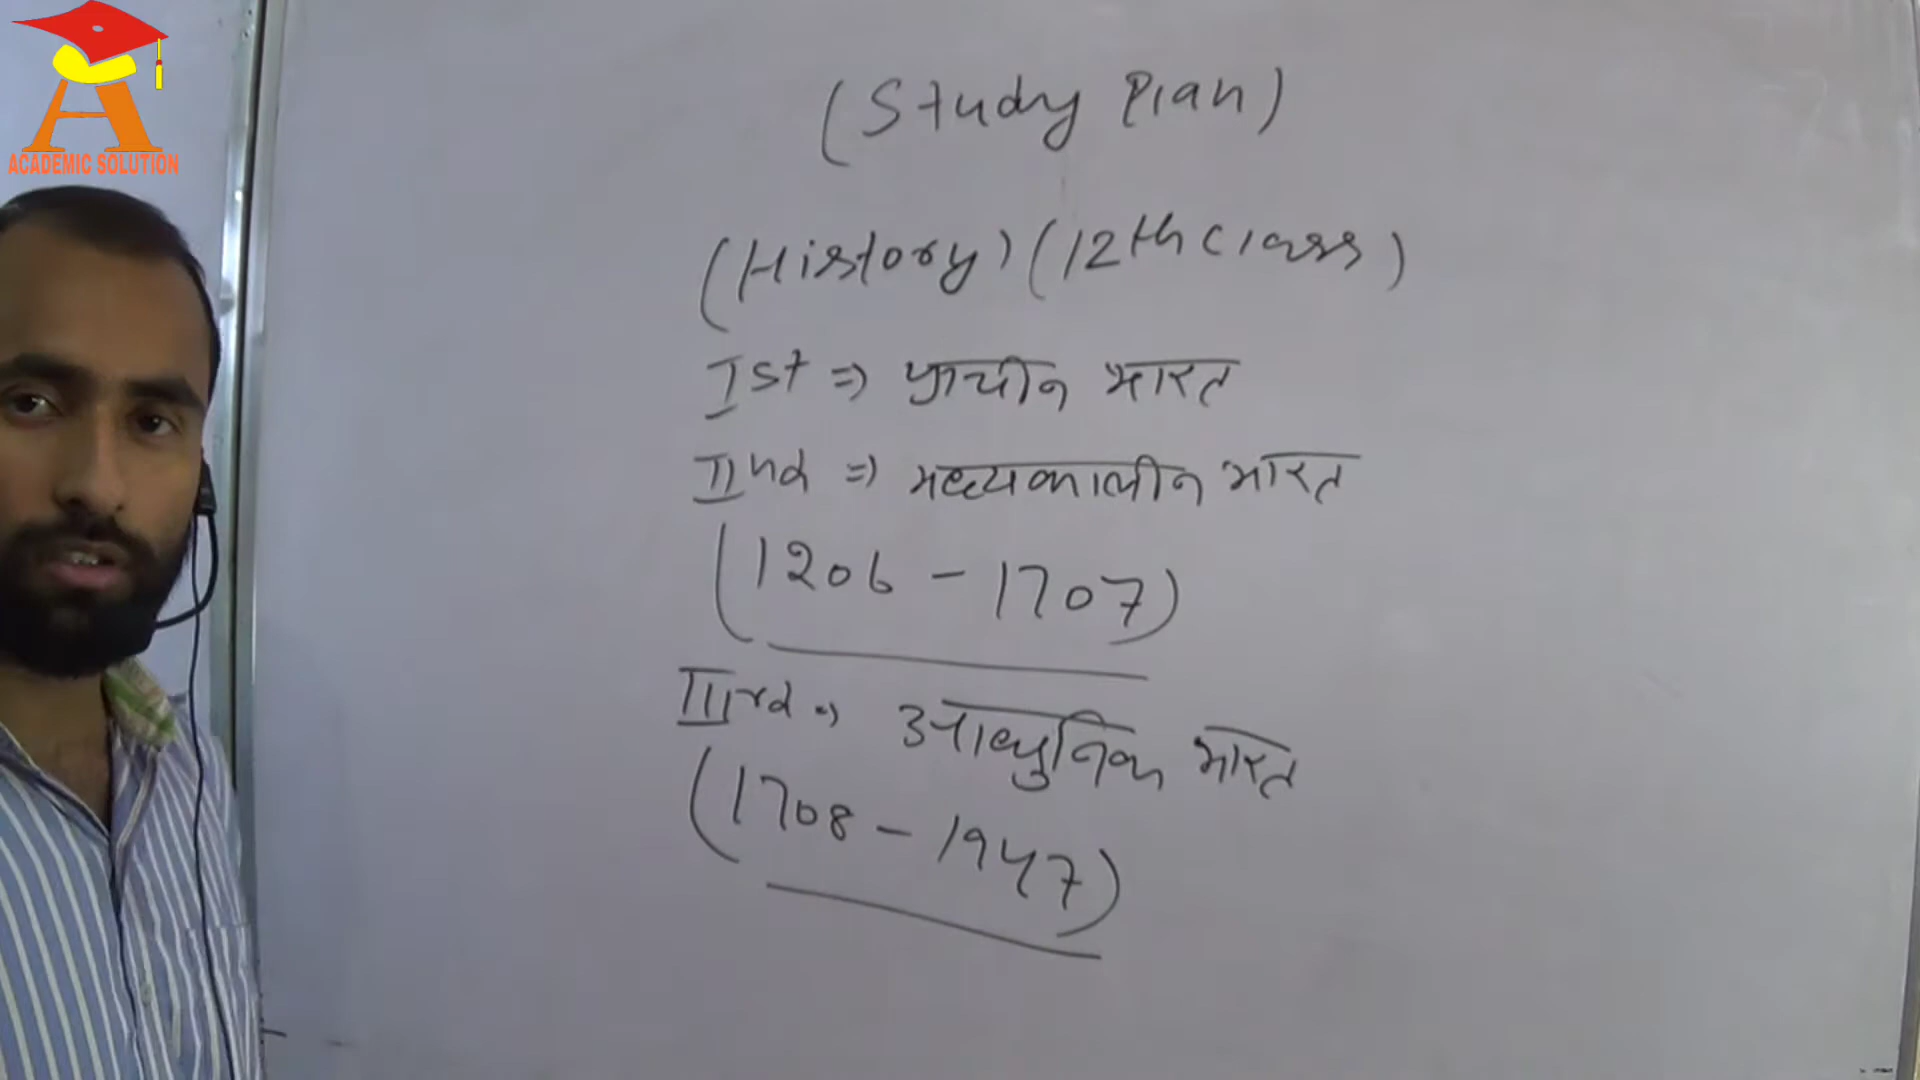 ACADEMIC SOLUTION
(Study Plan)
(History) (12th class)
Ist => प्राचीन भारत
IInd => मध्यकालीन भारत
(1206 - 1707)
IIIrd => आधुनिक भारत
(1708 - 1947)